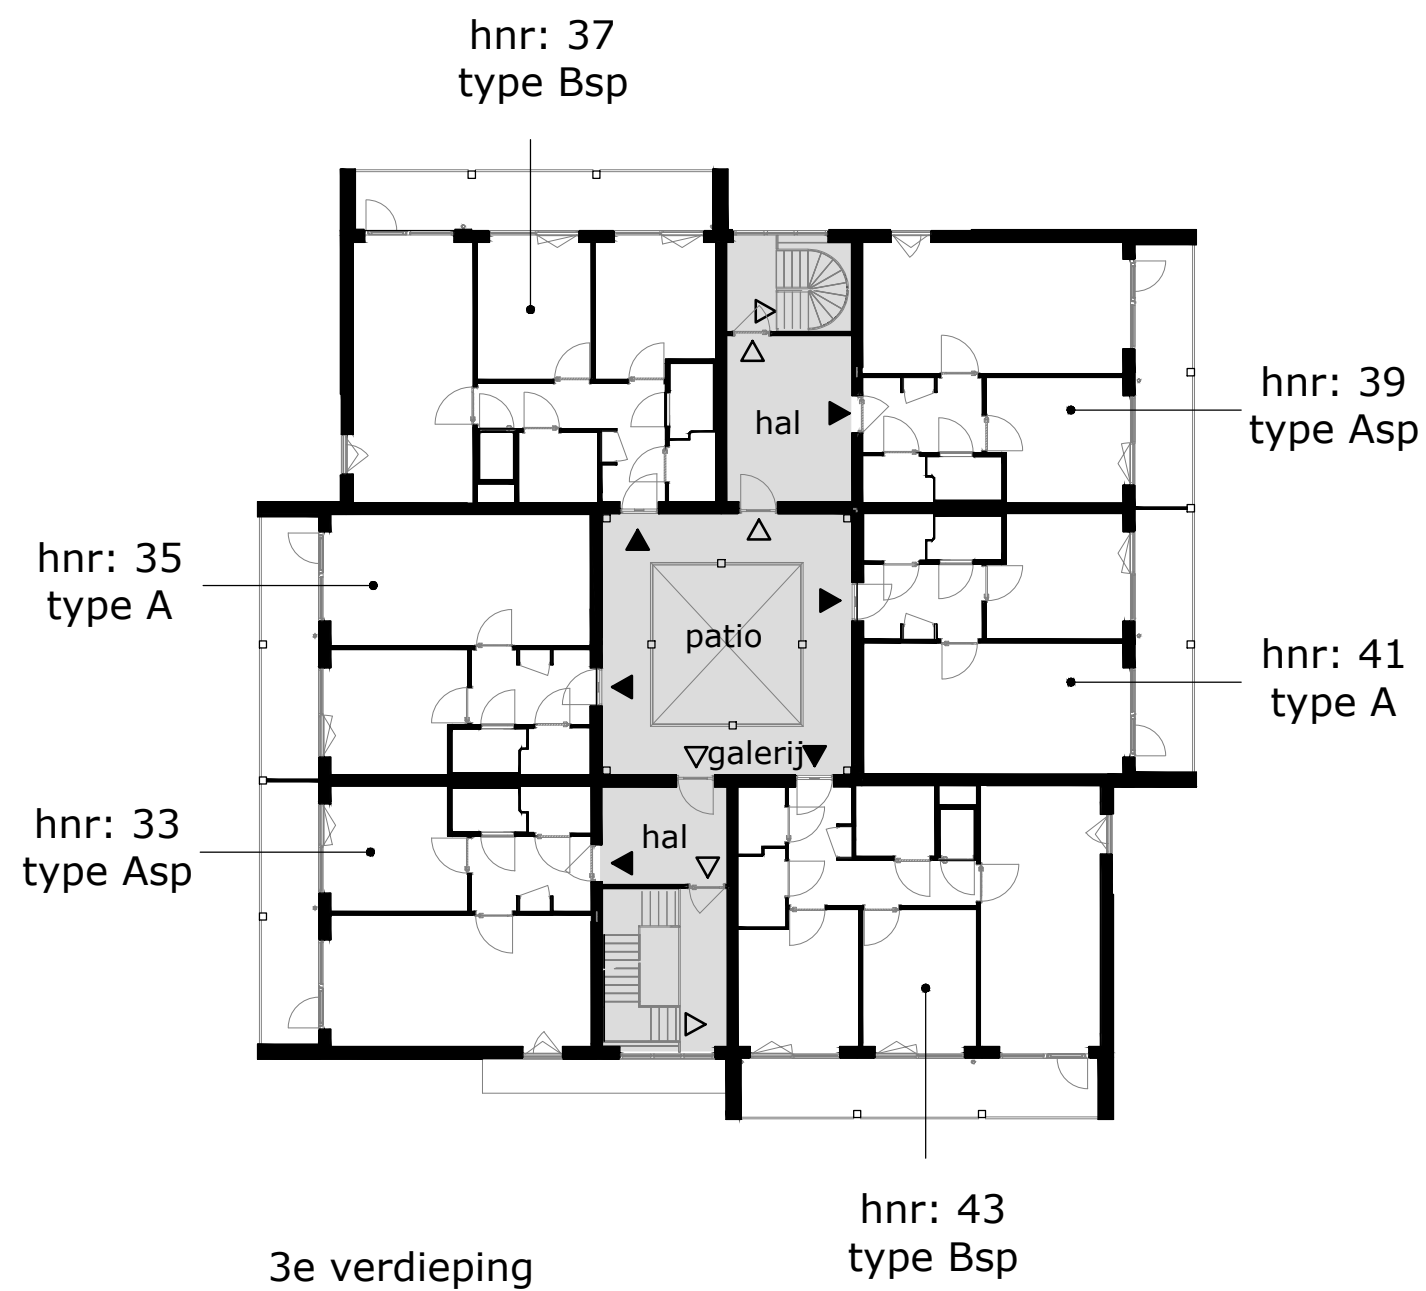 hnr: 37
type Bsp
hnr: 39
type Asp
hal
hnr: 35
type A
patio
hnr: 41
type A
galerij
hnr: 33
type Asp
hal
hnr: 43
type Bsp
3e verdieping